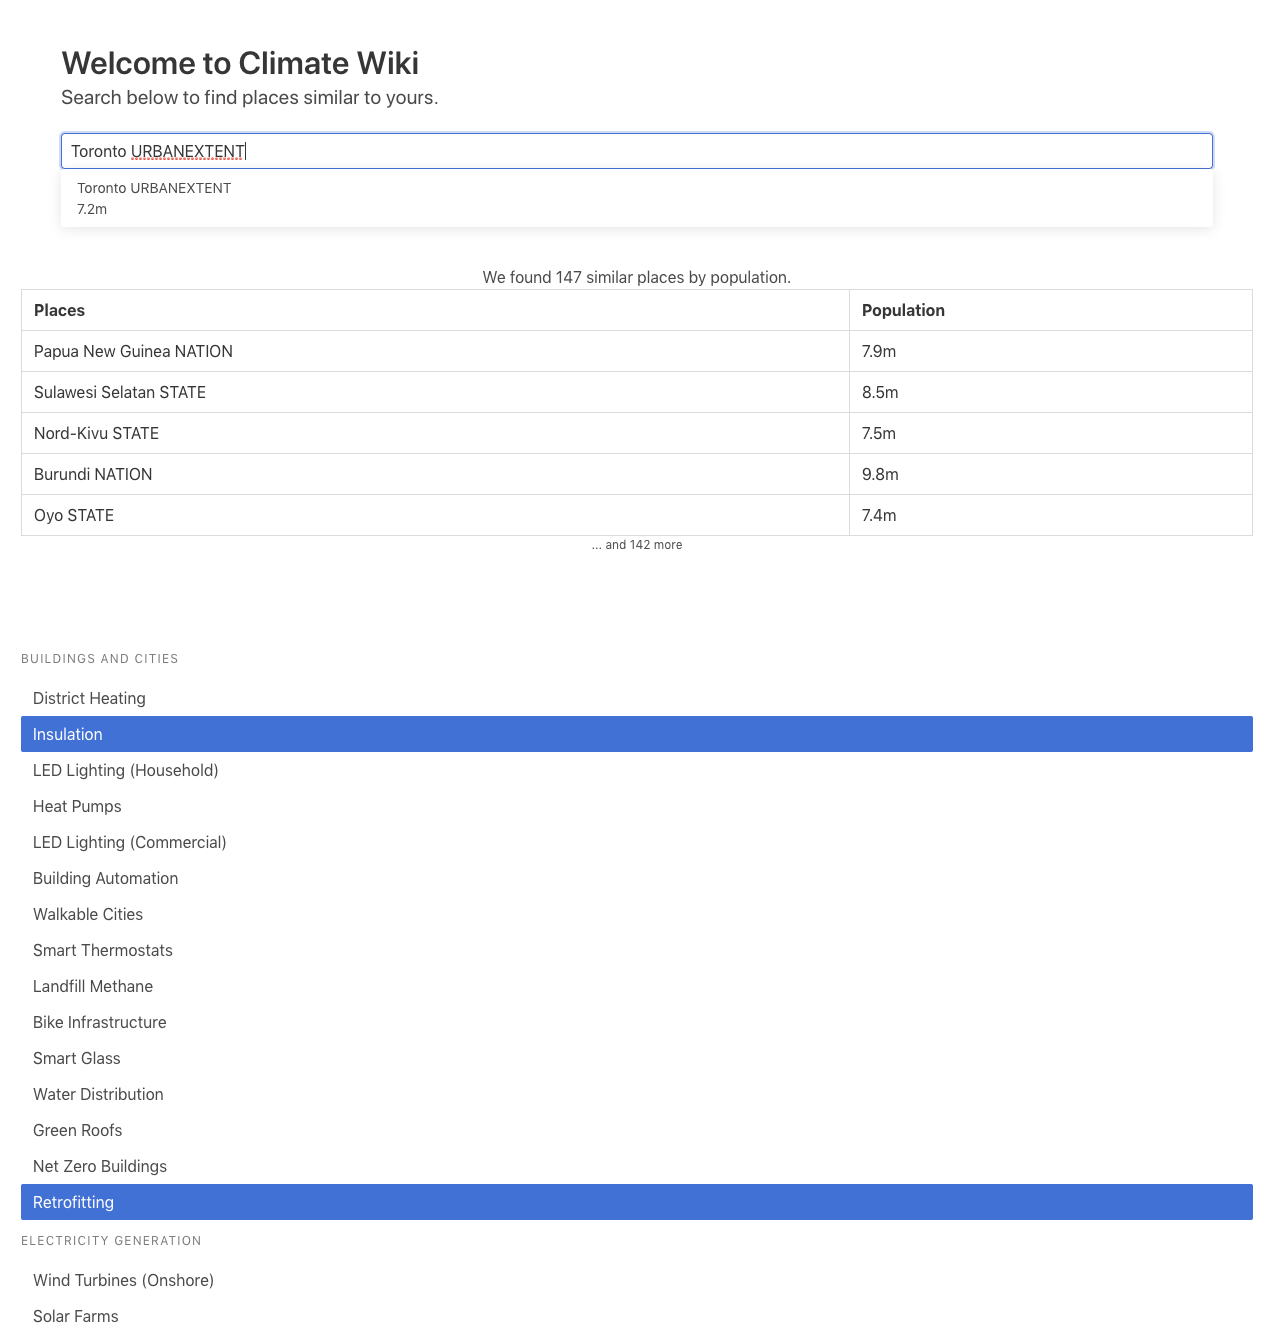 Welcome to Climate Wiki
Search below to find places similar to yours.
Toronto URBANEXTENT
Toronto URBANEXTENT
7.2m
We found 147 similar places by population.
Places Population
Papua New Guinea NATION 7.9m
Sulawesi Selatan STATE 8.5m
Nord-Kivu STATE 7.5m
Burundi NATION 9.8m
Oyo STATE 7.4m
... and 142 more
BUILDINGS AND CITIES
District Heating
Insulation
LED Lighting (Household)
Heat Pumps
LED Lighting (Commercial)
Building Automation
Walkable Cities
Smart Thermostats
Landfill Methane
Bike Infrastructure
Smart Glass
Water Distribution
Green Roofs
Net Zero Buildings
Retrofitting
ELECTRICITY GENERATION
Wind Turbines (Onshore)
Solar Farms